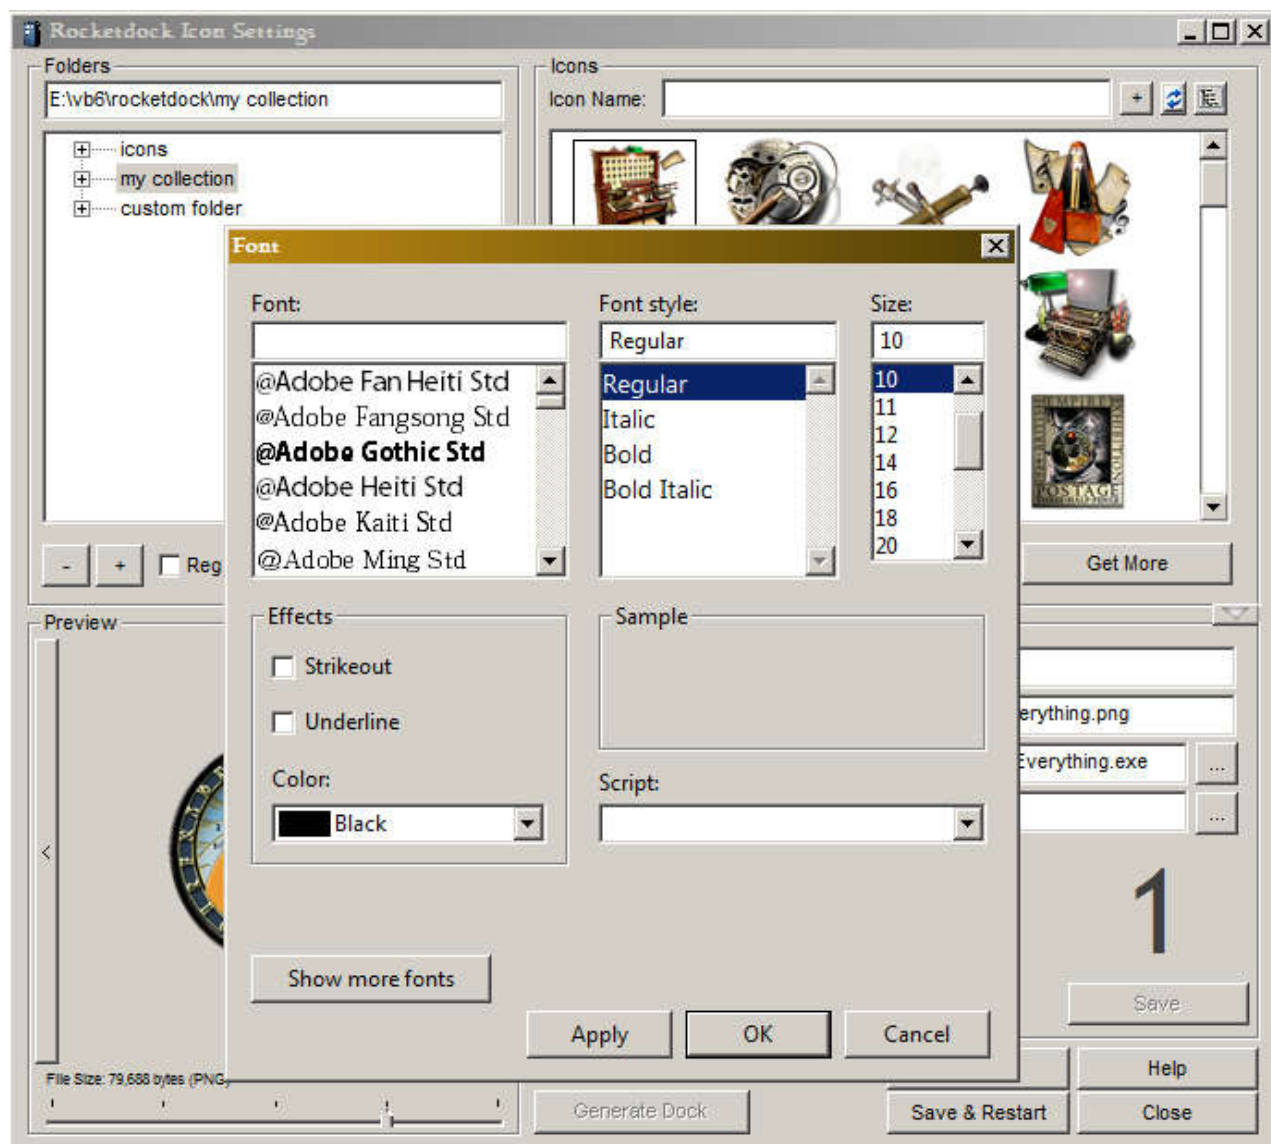 Rocketdock Icon Settings
Folders
E:\vb6\rocketdock\my collection
icons
my collection
custom folder
- + Reg
Icons
Icon Name: +
EMPIRE
POSTAGE
Get More
Font
Font:
@Adobe Fan Heiti Std
@Adobe Fangsong Std
@Adobe Gothic Std
@Adobe Heiti Std
@Adobe Kaiti Std
@Adobe Ming Std
Font style:
Regular
Regular
Italic
Bold
Bold Italic
Size:
10
10
11
12
14
16
18
20
Effects
Strikeout
Underline
Color:
Black
Sample
Script:
Show more fonts
Apply OK Cancel
Preview
<
File Size: 79,688 bytes (PNG)
erything.png
Everything.exe ...
...
1
Save
Generate Dock
Help
Save & Restart Close